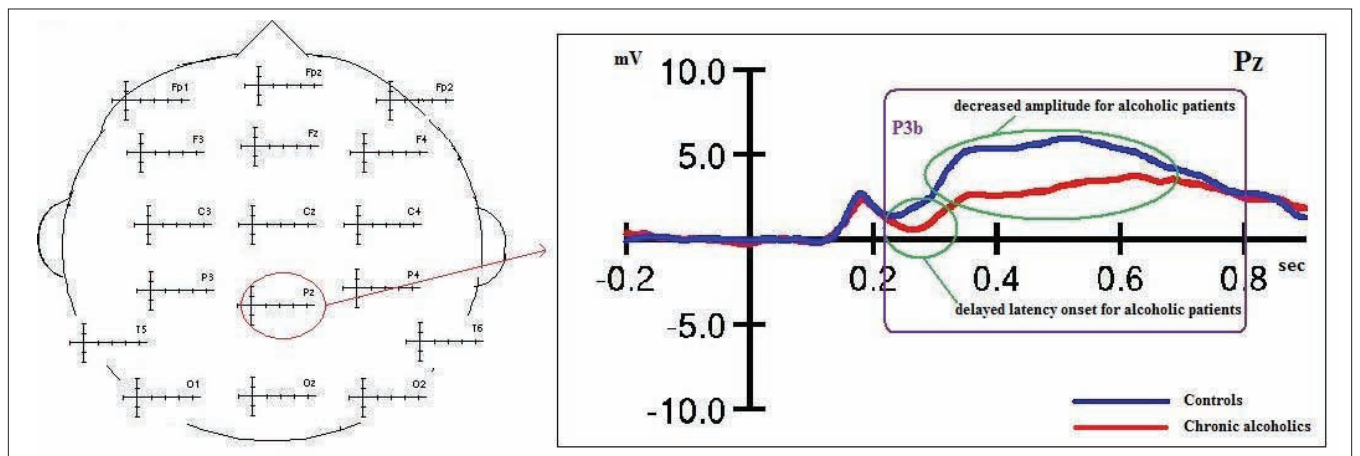 Fp1
Fpz
Fp2
F3
Fz
F4
C3
Cz
C4
P3
Pz
P4
T5
T6
O1
Oz
O2
mV
10.0
Pz
decreased amplitude for alcoholic patients
P3b
5.0
-0.2
0.2
0.4
0.6
0.8
sec
delayed latency onset for alcoholic patients
-5.0
-10.0
Controls
Chronic alcoholics